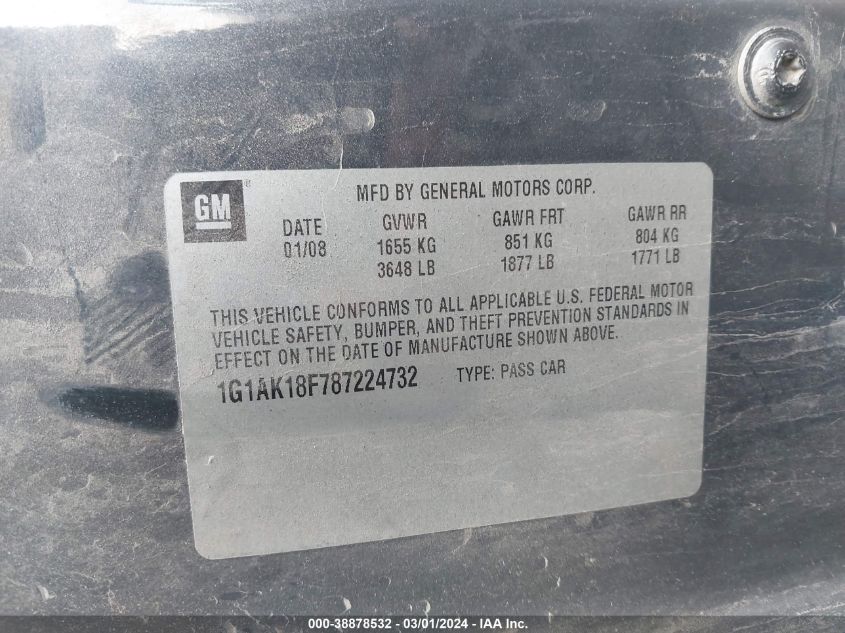 GM ®
MFD BY GENERAL MOTORS CORP.
DATE GVWR GAWR FRT GAWR RR
01/08 1655 KG 851 KG 804 KG
3648 LB 1877 LB 1771 LB
THIS VEHICLE CONFORMS TO ALL APPLICABLE U.S. FEDERAL MOTOR
VEHICLE SAFETY, BUMPER, AND THEFT PREVENTION STANDARDS IN
EFFECT ON THE DATE OF MANUFACTURE SHOWN ABOVE.
1G1AK18F787224732 TYPE: PASS CAR
000-38878532 - 03/01/2024 - IAA Inc.